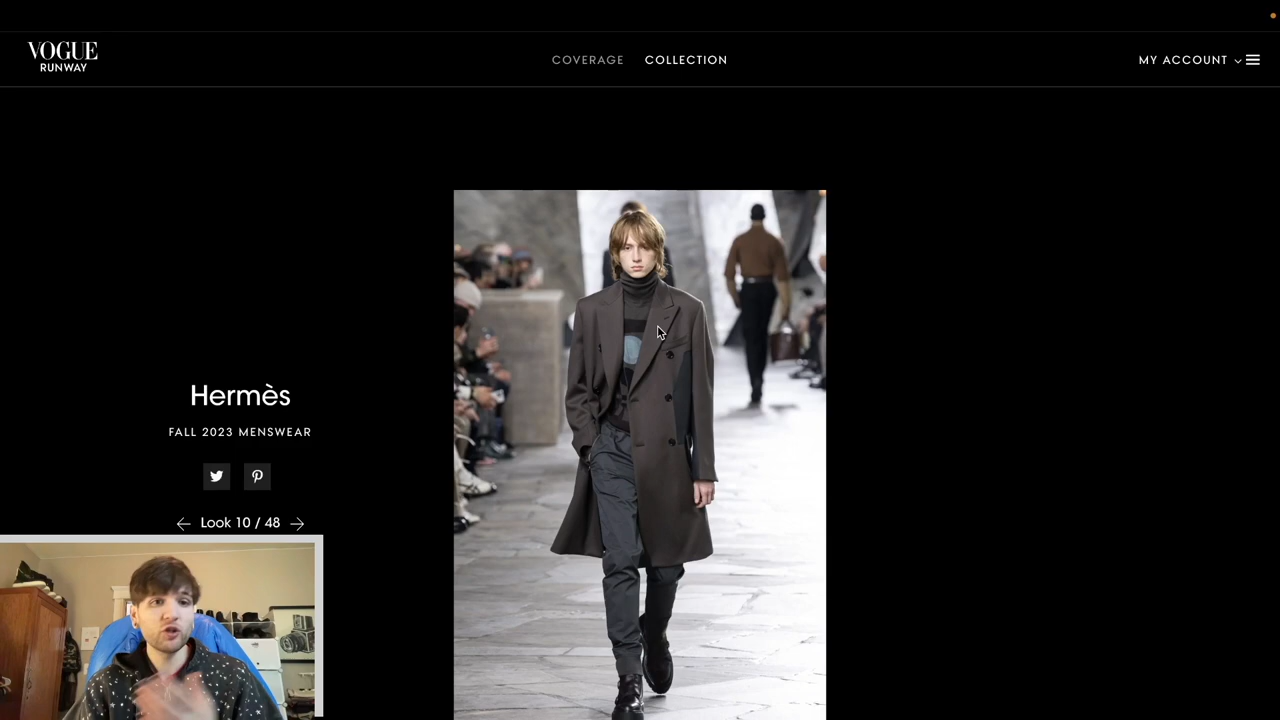 VOGUE
RUNWAY
COVERAGE COLLECTION
MY ACCOUNT
Hermès
FALL 2023 MENSWEAR
Look 10 / 48